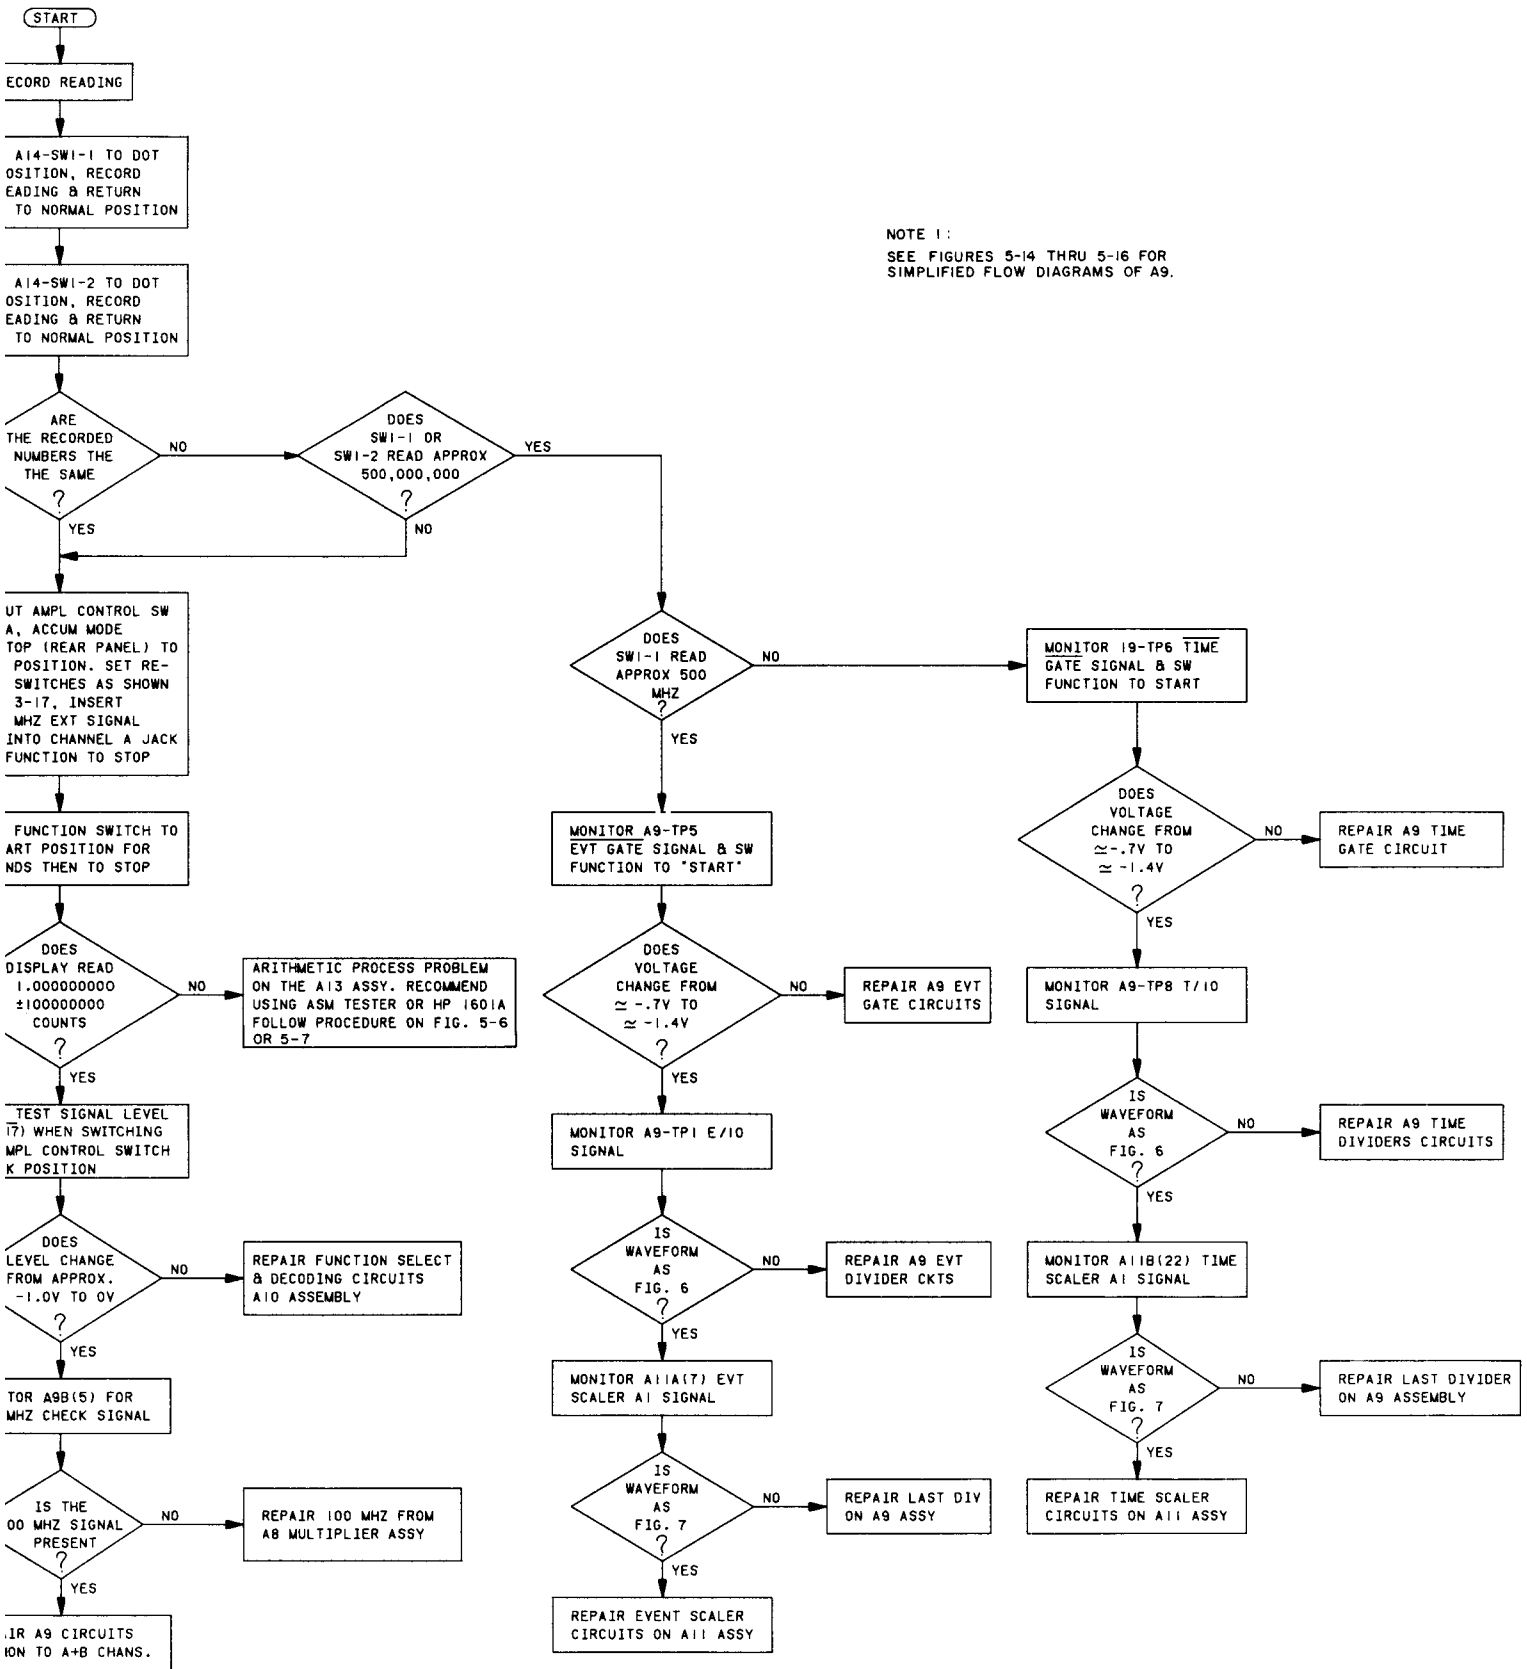 START
ECORD READING
A14-SW1-1 TO DOT
OSITION, RECORD
EADING & RETURN
TO NORMAL POSITION
A14-SW1-2 TO DOT
OSITION, RECORD
EADING & RETURN
TO NORMAL POSITION
NOTE 1:
SEE FIGURES 5-14 THRU 5-16 FOR
SIMPLIFIED FLOW DIAGRAMS OF A9.
ARE
THE RECORDED
NUMBERS THE
THE SAME
?
NO
YES
DOES
SW1-1 OR
SW1-2 READ APPROX
500,000,000
?
YES
NO
UT AMPL CONTROL SW
A, ACCUM MODE
TOP (REAR PANEL) TO
POSITION. SET RE-
SWITCHES AS SHOWN
3-17, INSERT
MHZ EXT SIGNAL
INTO CHANNEL A JACK
FUNCTION TO STOP
FUNCTION SWITCH TO
ART POSITION FOR
NDS THEN TO STOP
DOES
DISPLAY READ
1.000000000
±100000000
COUNTS
?
NO
YES
ARITHMETIC PROCESS PROBLEM
ON THE A13 ASSY. RECOMMEND
USING ASM TESTER OR HP 1601A
FOLLOW PROCEDURE ON FIG. 5-6
OR 5-7
TEST SIGNAL LEVEL
17) WHEN SWITCHING
MPL CONTROL SWITCH
K POSITION
DOES
LEVEL CHANGE
FROM APPROX.
-1.0V TO 0V
?
NO
YES
REPAIR FUNCTION SELECT
& DECODING CIRCUITS
A10 ASSEMBLY
TOR A9B(5) FOR
MHZ CHECK SIGNAL
IS THE
00 MHZ SIGNAL
PRESENT
?
NO
YES
REPAIR 100 MHZ FROM
A8 MULTIPLIER ASSY
IR A9 CIRCUITS
ON TO A+B CHANS.
DOES
SW1-1 READ
APPROX 500
MHZ
?
NO
YES
MONITOR A9-TP5
EVT GATE SIGNAL & SW
FUNCTION TO "START"
DOES
VOLTAGE
CHANGE FROM
≃ -.7V TO
≃ -1.4V
?
NO
YES
REPAIR A9 EVT
GATE CIRCUITS
MONITOR A9-TP1 E/10
SIGNAL
IS
WAVEFORM
AS
FIG. 6
?
NO
YES
REPAIR A9 EVT
DIVIDER CKTS
MONITOR A11A(7) EVT
SCALER A1 SIGNAL
IS
WAVEFORM
AS
FIG. 7
?
NO
YES
REPAIR LAST DIV
ON A9 ASSY
REPAIR EVENT SCALER
CIRCUITS ON A11 ASSY
MONITOR 19-TP6 TIME
GATE SIGNAL & SW
FUNCTION TO START
DOES
VOLTAGE
CHANGE FROM
≃-.7V TO
≃ -1.4V
?
NO
YES
REPAIR A9 TIME
GATE CIRCUIT
MONITOR A9-TP8 T/10
SIGNAL
IS
WAVEFORM
AS
FIG. 6
?
NO
YES
REPAIR A9 TIME
DIVIDERS CIRCUITS
MONITOR A11B(22) TIME
SCALER A1 SIGNAL
IS
WAVEFORM
AS
FIG. 7
?
NO
YES
REPAIR LAST DIVIDER
ON A9 ASSEMBLY
REPAIR TIME SCALER
CIRCUITS ON A11 ASSY